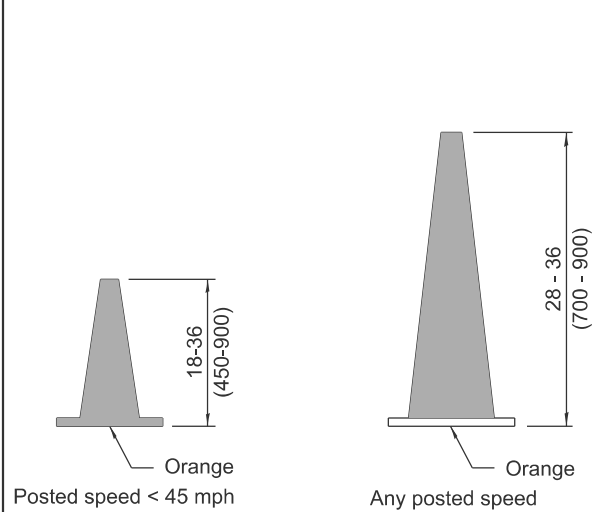 18-36
(450-900)
Orange
Posted speed < 45 mph
28 - 36
(700 - 900)
Orange
Any posted speed